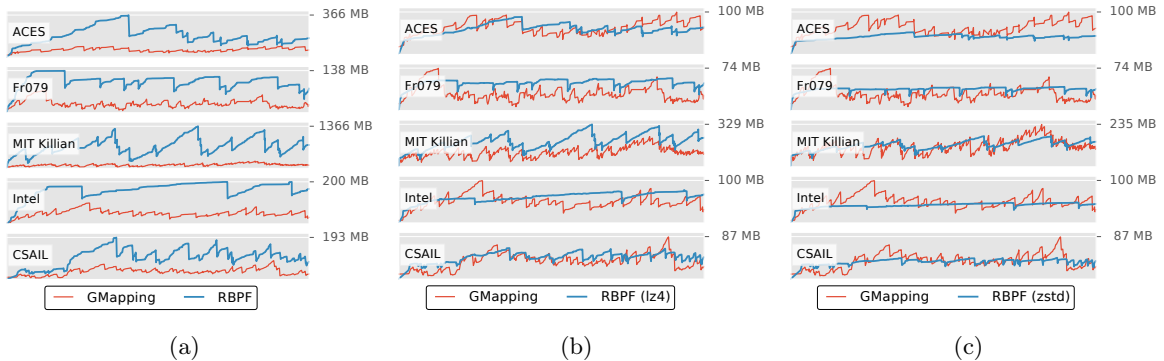 366 MB
ACES
138 MB
Fr079
1366 MB
MIT Killian
200 MB
Intel
193 MB
CSAIL
GMapping RBPF
(a)
100 MB
ACES
74 MB
Fr079
329 MB
MIT Killian
100 MB
Intel
87 MB
CSAIL
GMapping RBPF (lz4)
(b)
100 MB
ACES
74 MB
Fr079
235 MB
MIT Killian
100 MB
Intel
87 MB
CSAIL
GMapping RBPF (zstd)
(c)